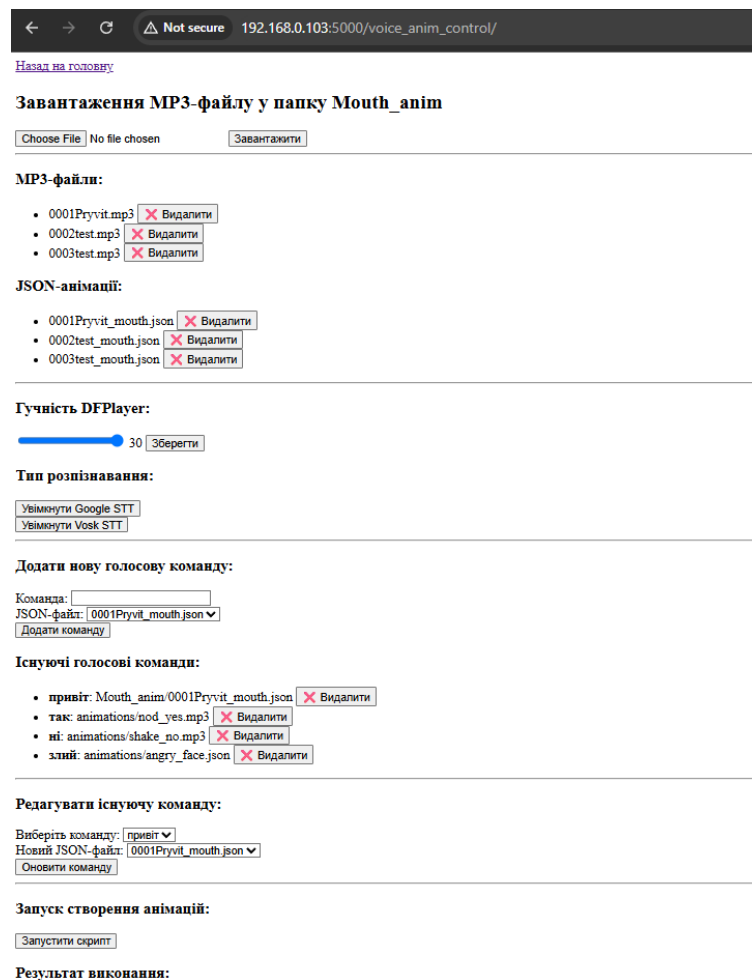 Not secure 192.168.0.103:5000/voice_anim_control/
Назад на головну
Завантаження MP3-файлу у папку Mouth_anim
Choose File No file chosen Завантажити
MP3-файли:
0001Pryvit.mp3 Видалити
0002test.mp3 Видалити
0003test.mp3 Видалити
JSON-анімації:
0001Pryvit_mouth.json Видалити
0002test_mouth.json Видалити
0003test_mouth.json Видалити
Гучність DFPlayer:
30 Зберегти
Тип розпізнавання:
Увімкнути Google STT
Увімкнути Vosk STT
Додати нову голосову команду:
Команда:
JSON-файл: 0001Pryvit_mouth.json
Додати команду
Існуючі голосові команди:
привіт: Mouth_anim/0001Pryvit_mouth.json Видалити
так: animations/nod_yes.mp3 Видалити
ні: animations/shake_no.mp3 Видалити
злий: animations/angry_face.json Видалити
Редагувати існуючу команду:
Виберіть команду: привіт
Новий JSON-файл: 0001Pryvit_mouth.json
Оновити команду
Запуск створення анімацій:
Запустити скрипт
Результат виконання: